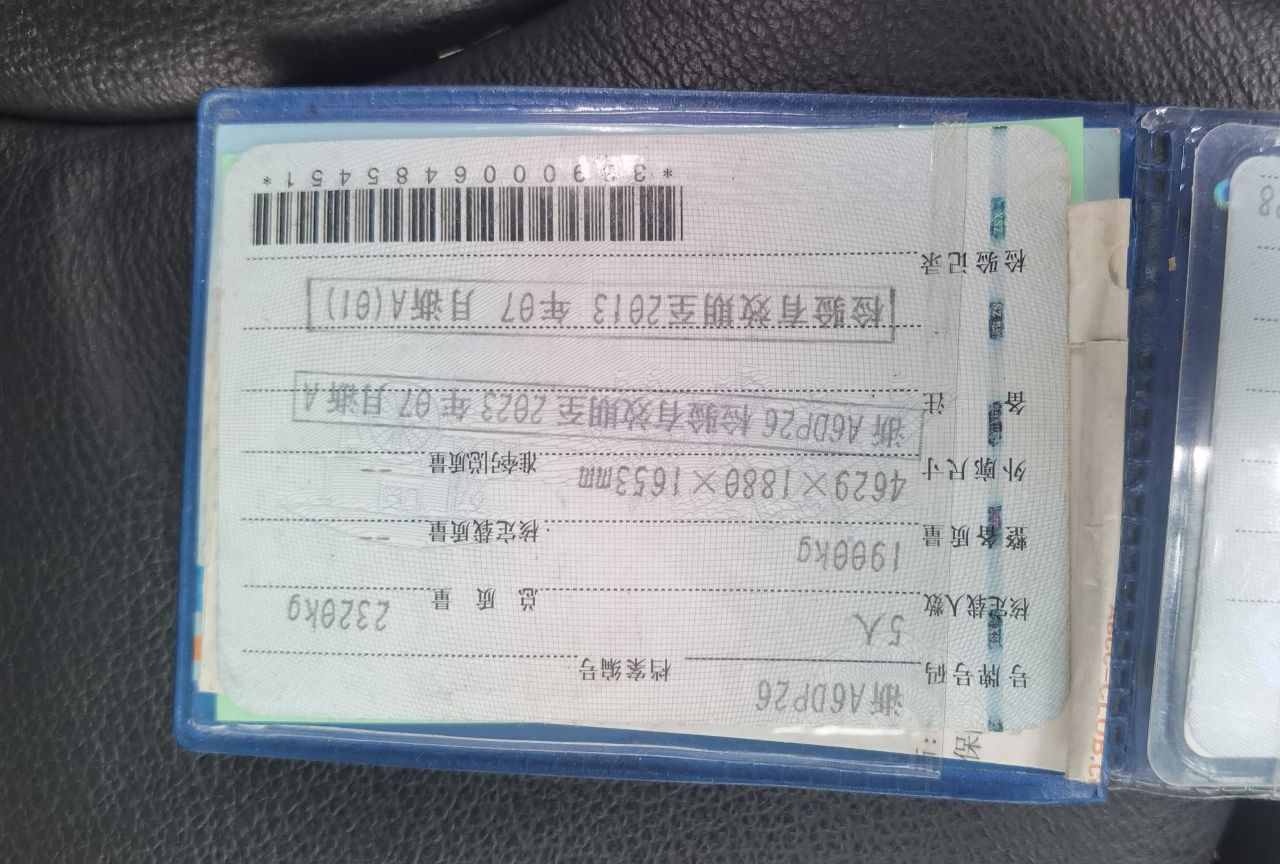 号牌号码 浙A6DP26 档案编号
核定载人数 5人 总质量 2320kg
整备质量 1900kg 核定载质量 --
外廓尺寸 4629×1880×1653mm 准牵引总质量 --
备注 浙A6DP26 检验有效期至2023年07月浙A
检验有效期至2013年07月浙A(01)
检验记录
*3390006485451*
保